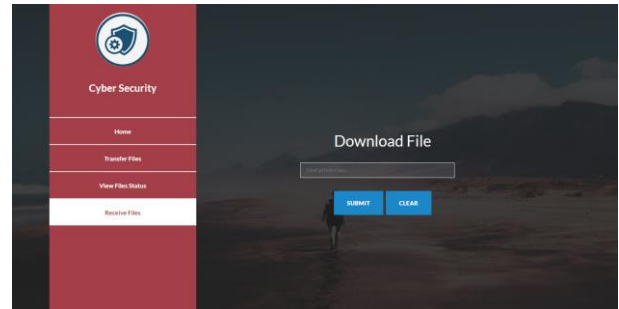 Cyber Security
Home
Transfer Files
View Files Status
Receive Files
Download File
SUBMIT CLEAR